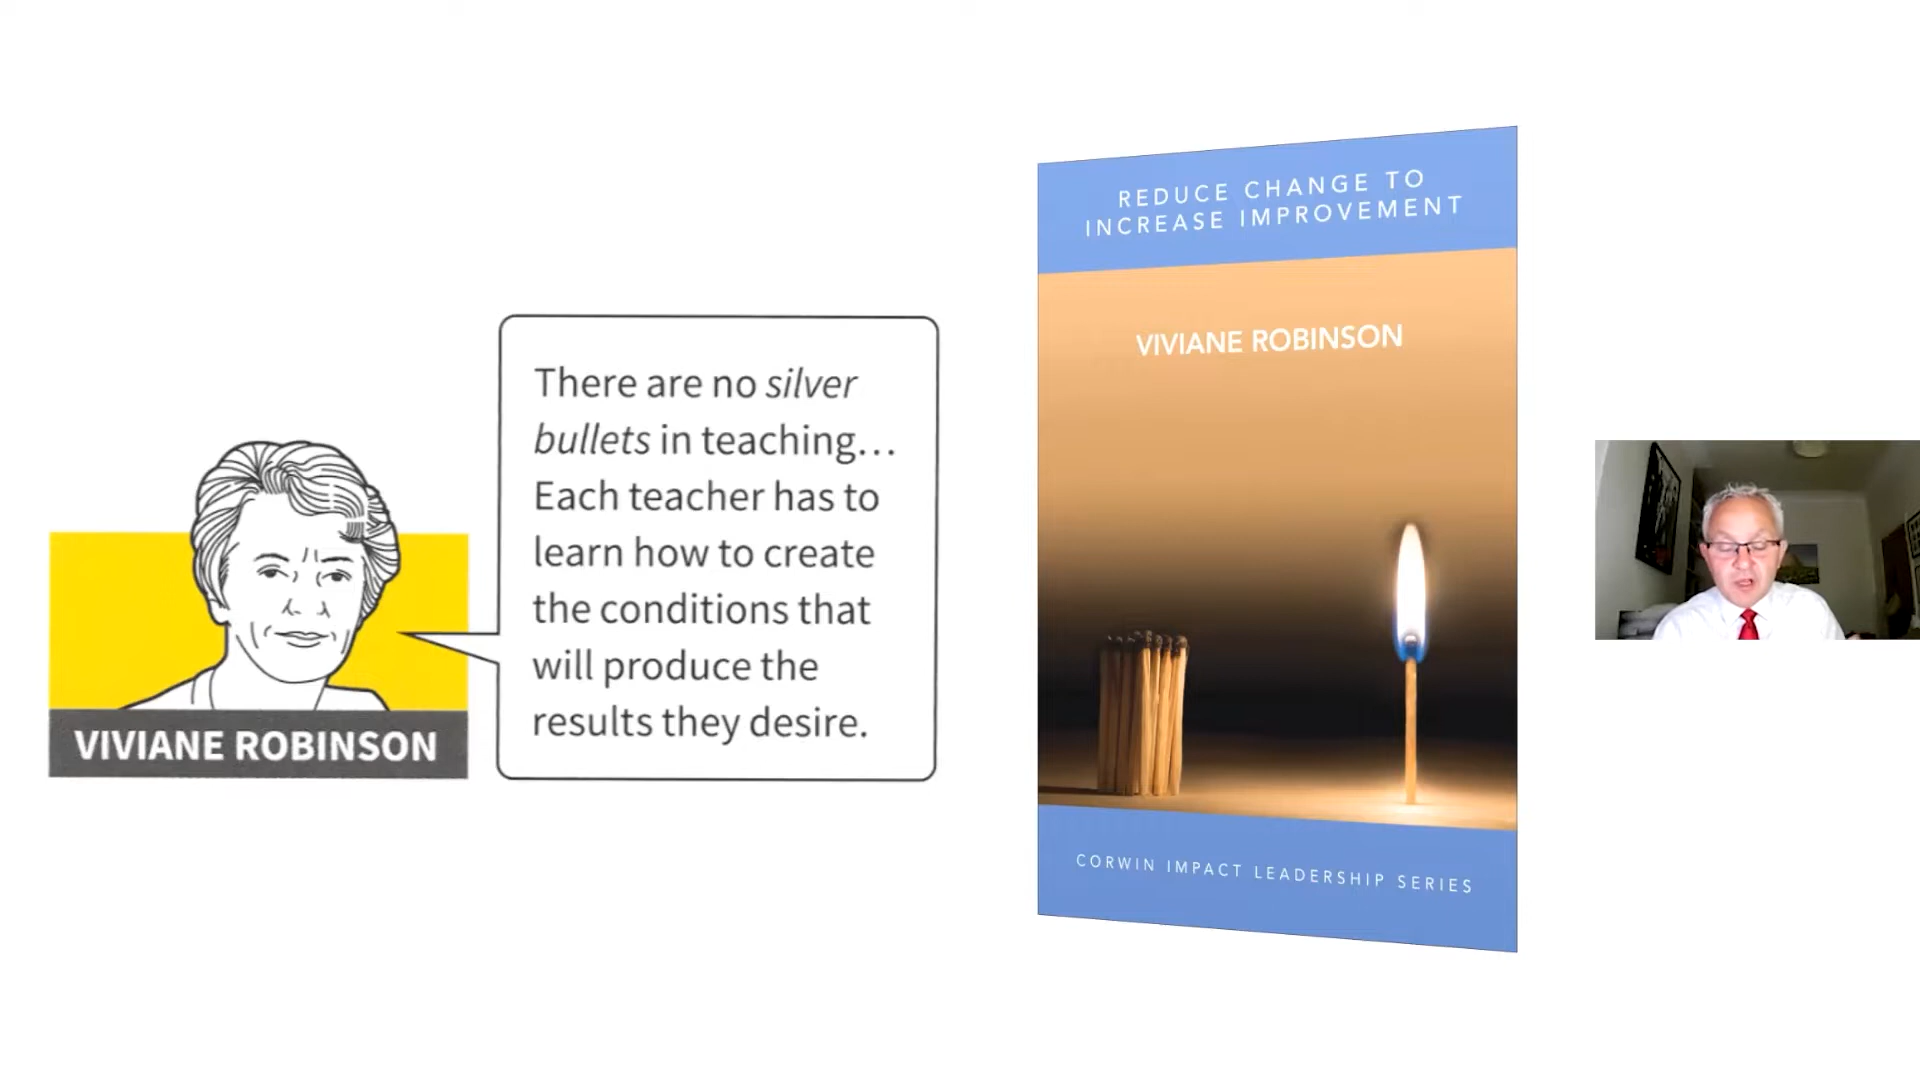 There are no silver
bullets in teaching...
Each teacher has to
learn how to create
the conditions that
will produce the
results they desire.
VIVIANE ROBINSON
REDUCE CHANGE TO
INCREASE IMPROVEMENT
VIVIANE ROBINSON
CORWIN IMPACT LEADERSHIP SERIES